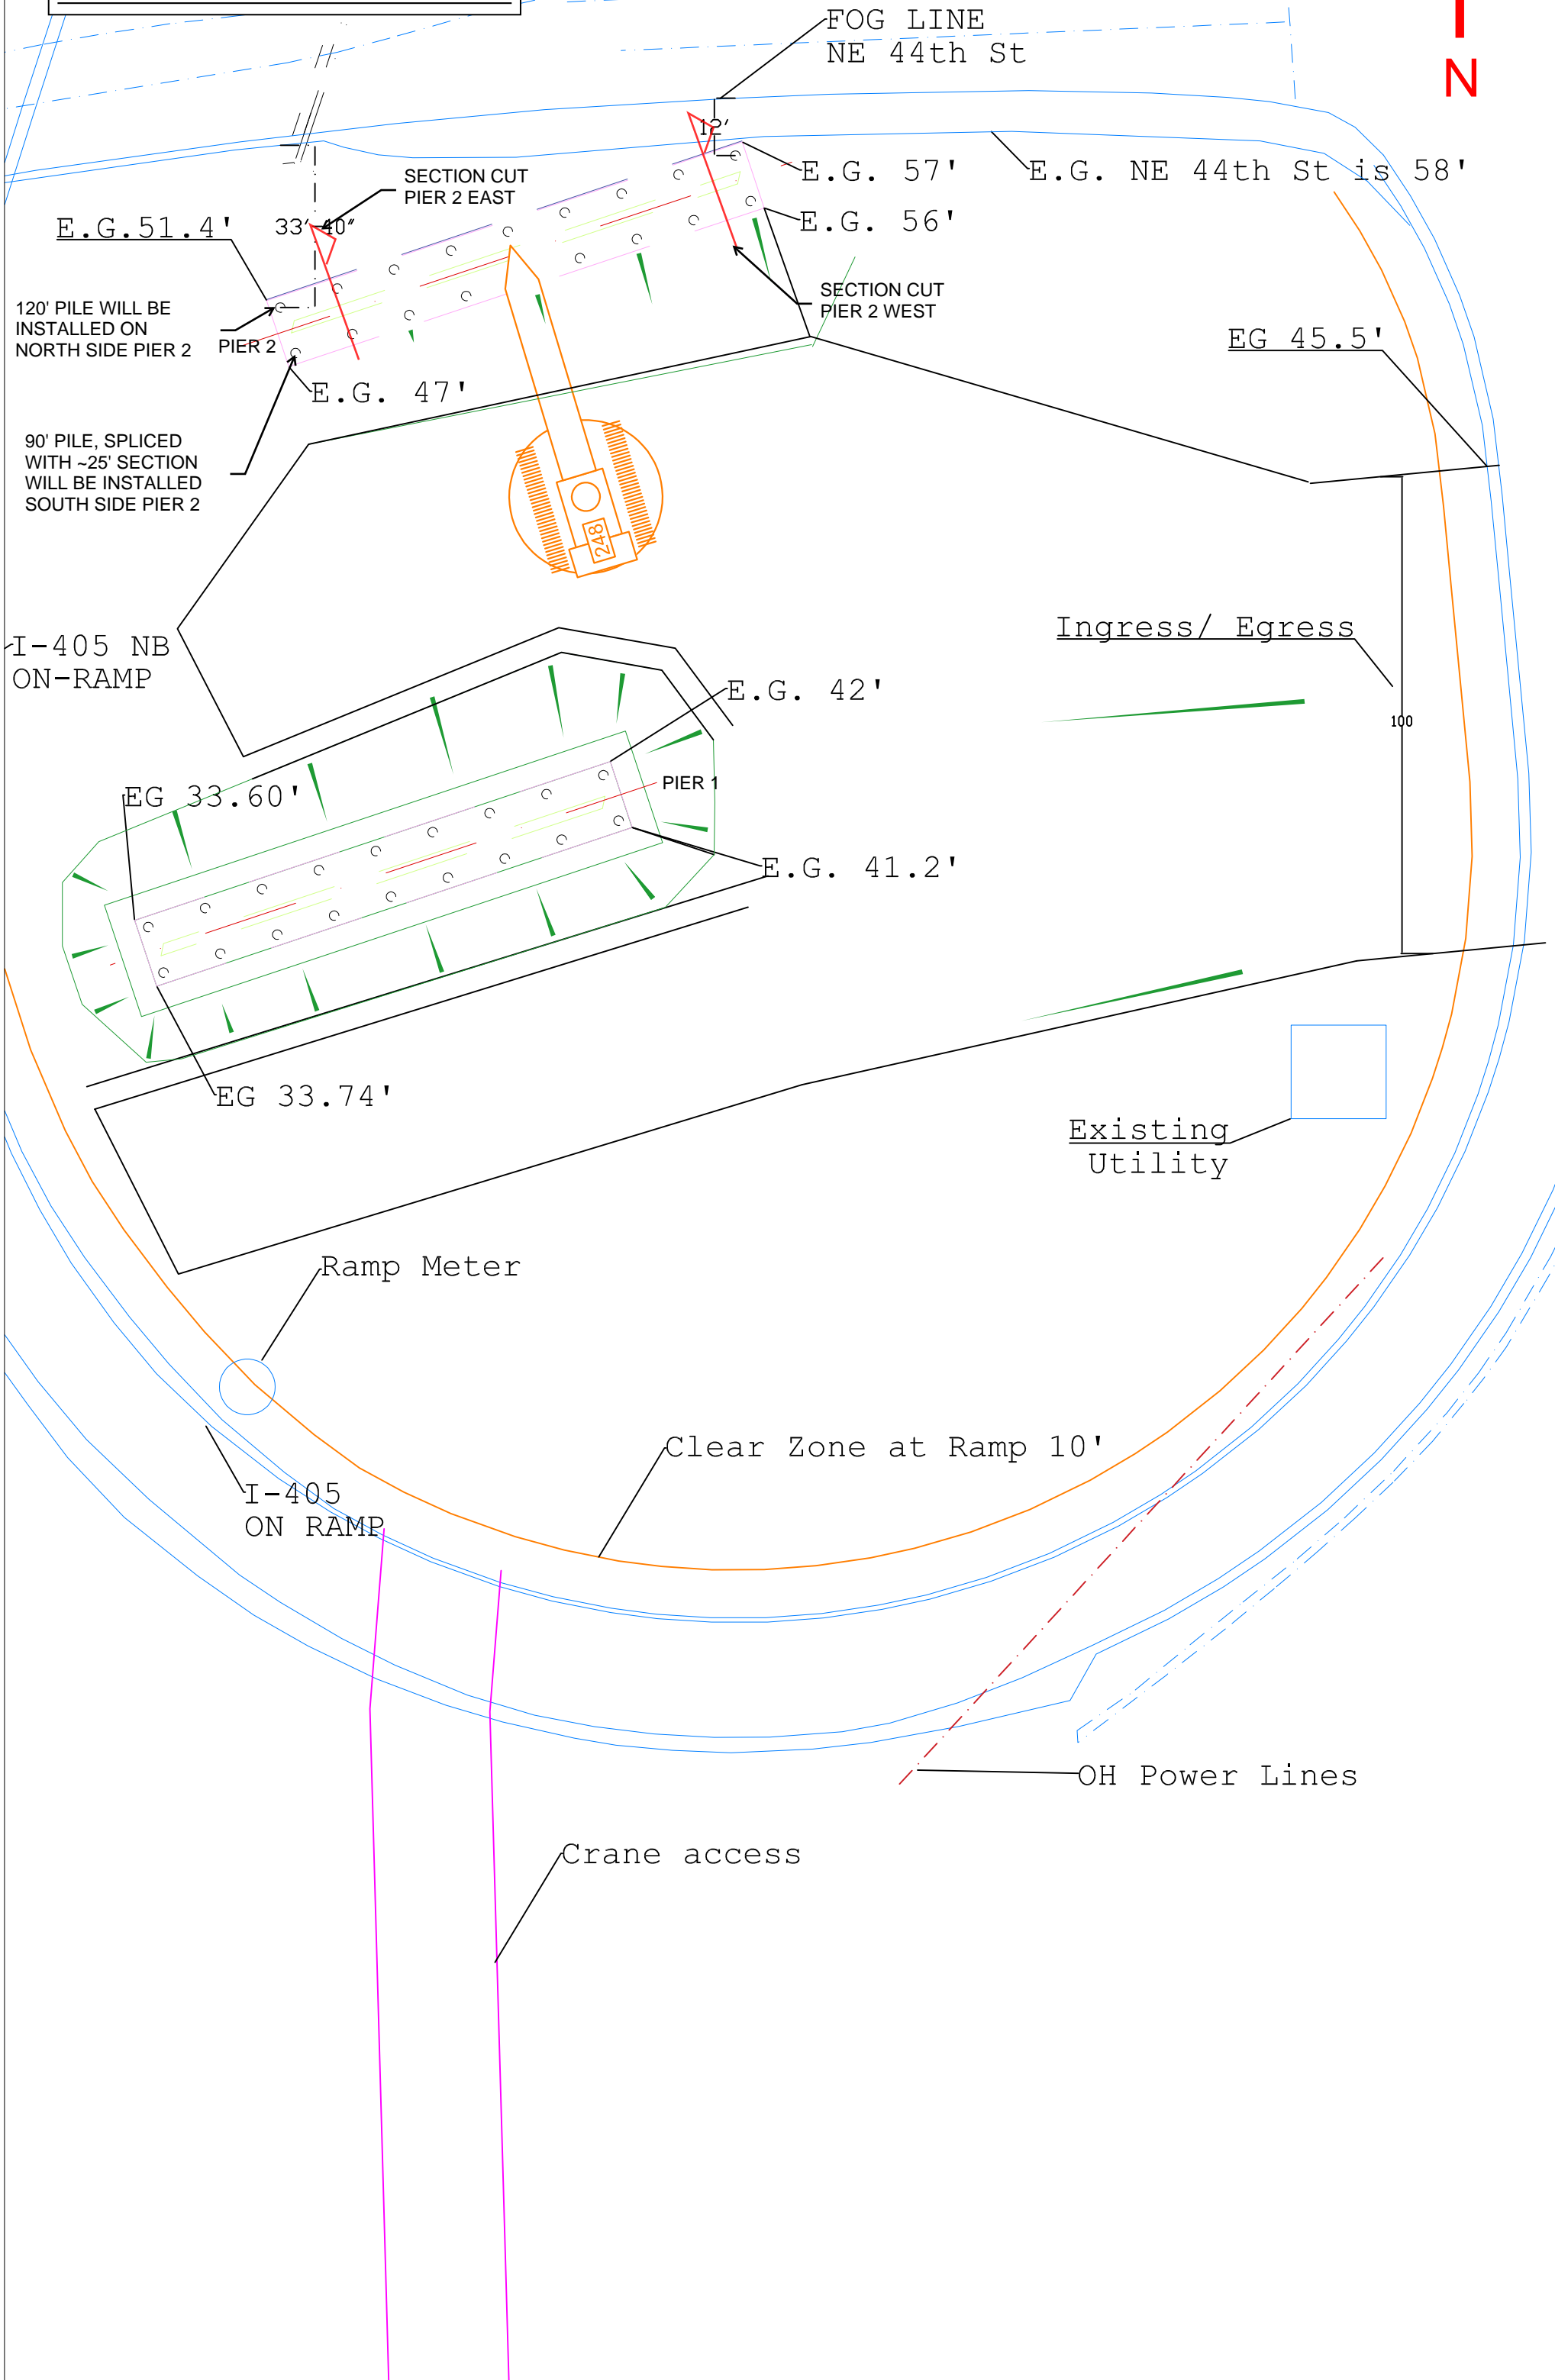 FOG LINE
NE 44th St
N
12'
E.G. 57'
E.G. NE 44th St is 58'
SECTION CUT
PIER 2 EAST
E.G.51.4'
33' 40"
E.G. 56'
120' PILE WILL BE
INSTALLED ON
NORTH SIDE PIER 2
PIER 2
SECTION CUT
PIER 2 WEST
EG 45.5'
E.G. 47'
90' PILE, SPLICED
WITH ~25' SECTION
WILL BE INSTALLED
SOUTH SIDE PIER 2
248
I-405 NB
ON-RAMP
Ingress/ Egress
E.G. 42'
100
PIER 1
EG 33.60'
E.G. 41.2'
EG 33.74'
Existing
Utility
Ramp Meter
Clear Zone at Ramp 10'
I-405
ON RAMP
OH Power Lines
Crane access